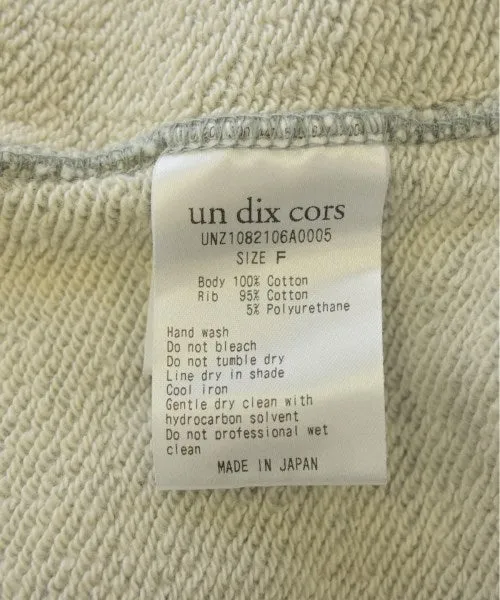 un dix cors
UNZ1082106A0005
SIZE F
Body 100% Cotton
Rib 95% Cotton
5% Polyurethane
Hand wash
Do not bleach
Do not tumble dry
Line dry in shade
Cool iron
Gentle dry clean with
hydrocarbon solvent
Do not professional wet
clean
MADE IN JAPAN